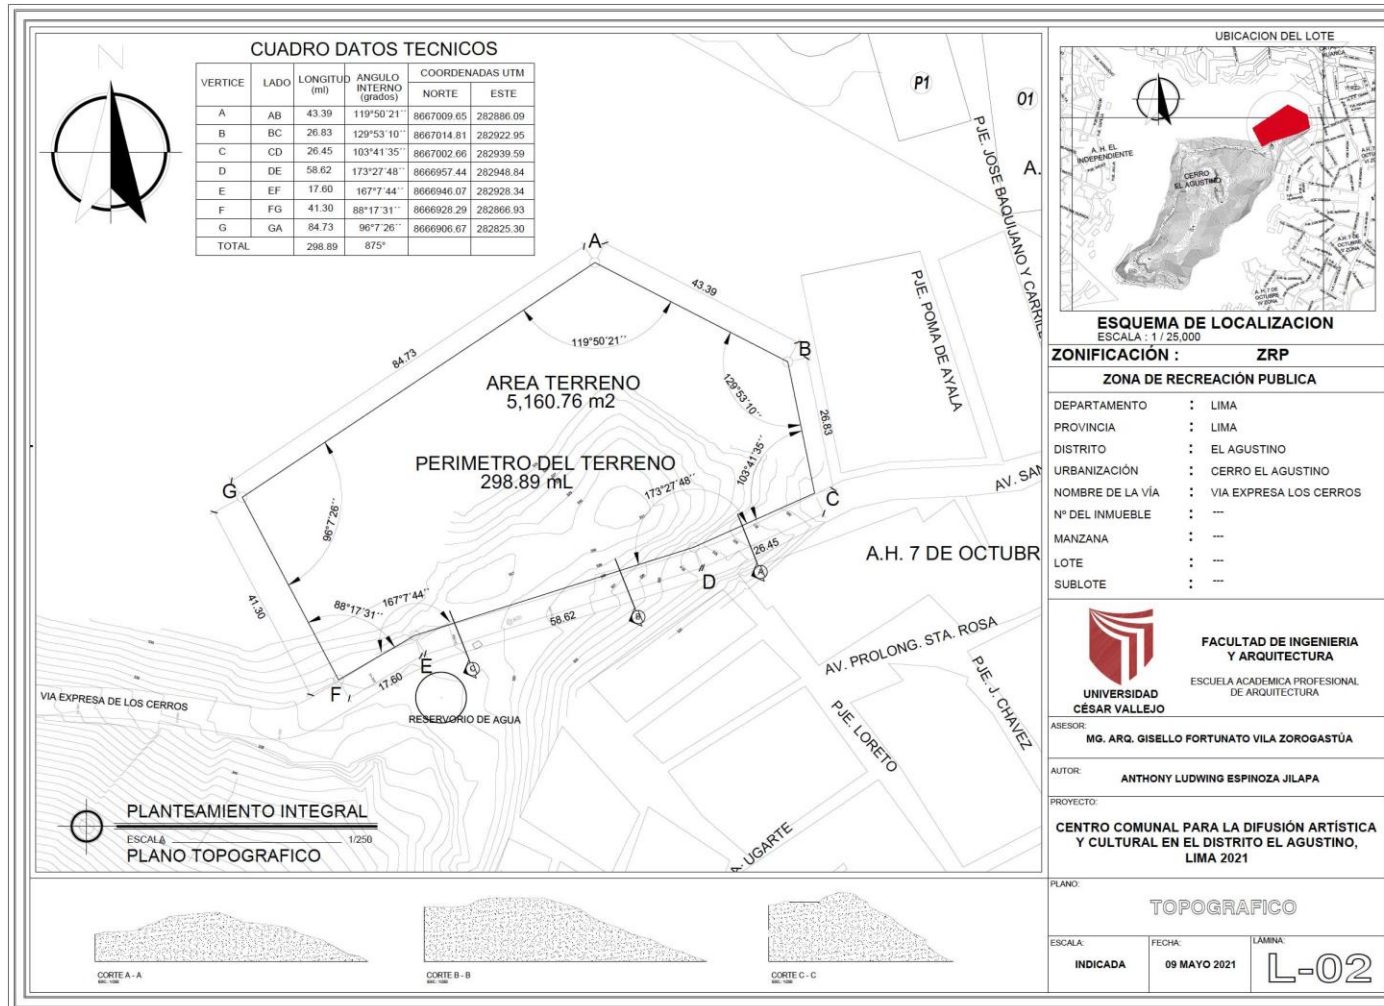 CUADRO DATOS TECNICOS
VERTICE LADO LONGITUD (ml) ANGULO INTERNO (grados) COORDENADAS UTM
NORTE ESTE
A AB 43.39 119°50´21´´ 8667009.65 282886.09
B BC 26.83 129°53´10´´ 8667014.81 282922.95
C CD 26.45 103°41´35´´ 8667002.66 282939.59
D DE 58.62 173°27´48´´ 8666957.44 282948.84
E EF 17.60 167°7´44´´ 8666946.07 282928.34
F FG 41.30 88°17´31´´ 8666928.29 282866.93
G GA 84.73 96°7´26´´ 8666906.67 282825.30
TOTAL 298.89 875°
N
P1
01
A.
PJE. JOSE BAQUIJANO Y CARRIL
PJE. POMA DE AYALA
A
43.39
B
84.73
119°50'21´´
129°53'10´´
26.83
AREA TERRENO
5,160.76 m2
PERIMETRO DEL TERRENO
298.89 mL
103°41'35´´
173°27'48´´
G
C
AV. SAN
96°7'26´´
26.45
A.H. 7 DE OCTUBR
D
A
41.30
88°17'31´´
167°7'44´´
58.62
B
AV. PROLONG. STA. ROSA
E
C
F
17.60
PJE. J. CHAVEZ
VIA EXPRESA DE LOS CERROS
RESERVORIO DE AGUA
PJE. LORETO
A. UGARTE
PLANTEAMIENTO INTEGRAL
ESCALA 1/250
PLANO TOPOGRAFICO
CORTE A - A
CORTE B - B
CORTE C - C
UBICACION DEL LOTE
A. H. EL
INDEPENDIENTE
CERRO
EL AGUSTINO
A. H. 7 DE
OCTUBRE
IV ZONA
ESQUEMA DE LOCALIZACION
ESCALA : 1 / 25,000
ZONIFICACIÓN : ZRP
ZONA DE RECREACIÓN PUBLICA
DEPARTAMENTO : LIMA
PROVINCIA : LIMA
DISTRITO : EL AGUSTINO
URBANIZACIÓN : CERRO EL AGUSTINO
NOMBRE DE LA VÍA : VIA EXPRESA LOS CERROS
Nº DEL INMUEBLE : ---
MANZANA : ---
LOTE : ---
SUBLOTE : ---
UNIVERSIDAD
CÉSAR VALLEJO
FACULTAD DE INGENIERIA
Y ARQUITECTURA
ESCUELA ACADEMICA PROFESIONAL
DE ARQUITECTURA
ASESOR:
MG. ARQ. GISELLO FORTUNATO VILA ZOROGASTÚA
AUTOR:
ANTHONY LUDWING ESPINOZA JILAPA
PROYECTO:
CENTRO COMUNAL PARA LA DIFUSIÓN ARTÍSTICA
Y CULTURAL EN EL DISTRITO EL AGUSTINO,
LIMA 2021
PLANO:
TOPOGRAFICO
ESCALA:
INDICADA
FECHA:
09 MAYO 2021
LÁMINA:
L-02